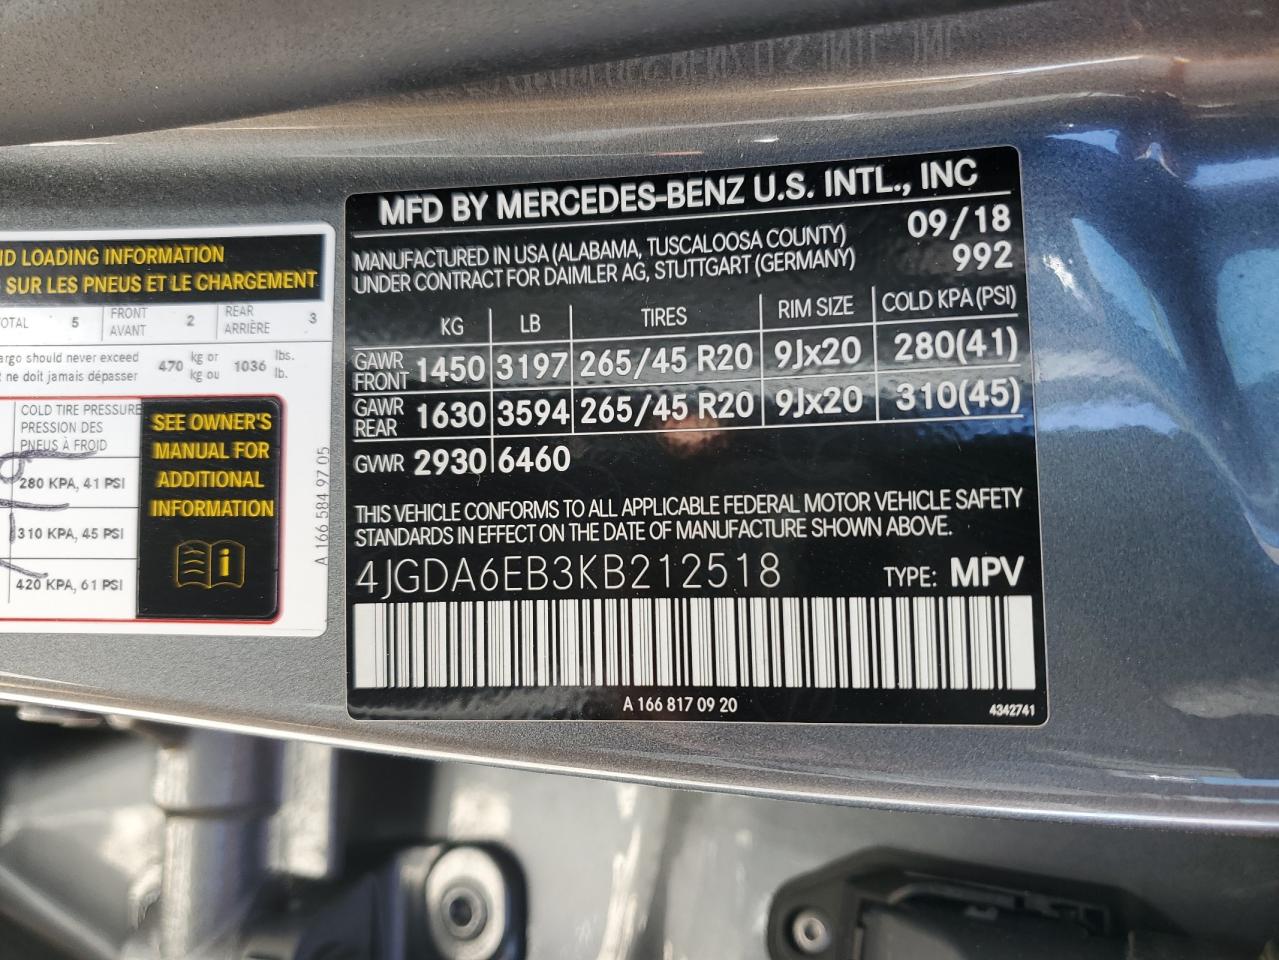 ND LOADING INFORMATION
SUR LES PNEUS ET LE CHARGEMENT
OTAL 5 FRONT AVANT 2 REAR ARRIÈRE 3
argo should never exceed 470 kg or 1036 lbs.
ne doit jamais dépasser kg ou lb.
COLD TIRE PRESSURE
PRESSION DES
PNEUS À FROID
280 KPA, 41 PSI
310 KPA, 45 PSI
420 KPA, 61 PSI
SEE OWNER'S
MANUAL FOR
ADDITIONAL
INFORMATION
i
A 166 584 97 05
MFD BY MERCEDES-BENZ U.S. INTL., INC
MANUFACTURED IN USA (ALABAMA, TUSCALOOSA COUNTY) 09/18
UNDER CONTRACT FOR DAIMLER AG, STUTTGART (GERMANY) 992
KG LB TIRES RIM SIZE COLD KPA(PSI)
GAWR FRONT 1450 3197 265/45 R20 9Jx20 280(41)
GAWR REAR 1630 3594 265/45 R20 9Jx20 310(45)
GVWR 2930 6460
THIS VEHICLE CONFORMS TO ALL APPLICABLE FEDERAL MOTOR VEHICLE SAFETY
STANDARDS IN EFFECT ON THE DATE OF MANUFACTURE SHOWN ABOVE.
4JGDA6EB3KB212518 TYPE: MPV
A 166 817 09 20
4342741